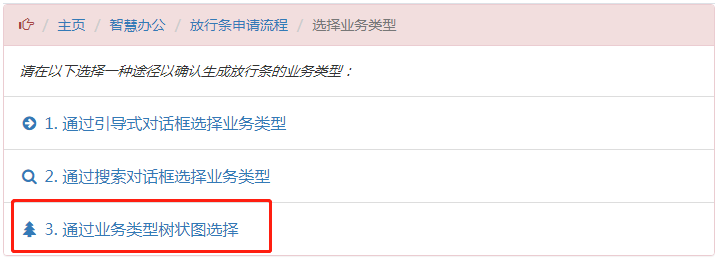 / 主页 / 智慧办公 / 放行条申请流程 / 选择业务类型
请在以下选择一种途径以确认生成放行条的业务类型：
1. 通过引导式对话框选择业务类型
2. 通过搜索对话框选择业务类型
3. 通过业务类型树状图选择